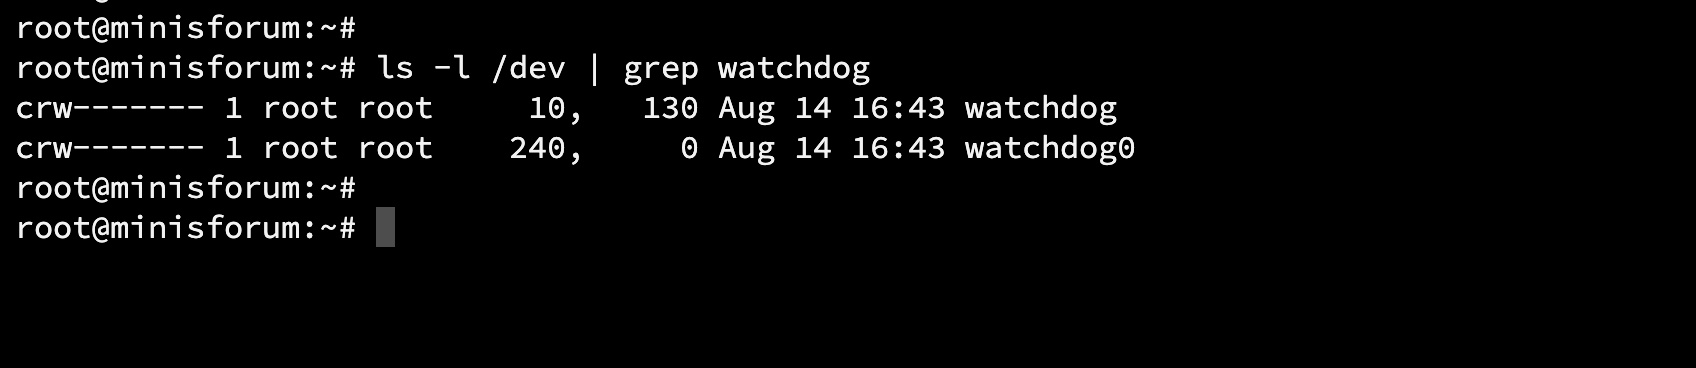 root@minisforum:~#
root@minisforum:~# ls -l /dev | grep watchdog
crw------- 1 root root     10,   130 Aug 14 16:43 watchdog
crw------- 1 root root    240,     0 Aug 14 16:43 watchdog0
root@minisforum:~#
root@minisforum:~#